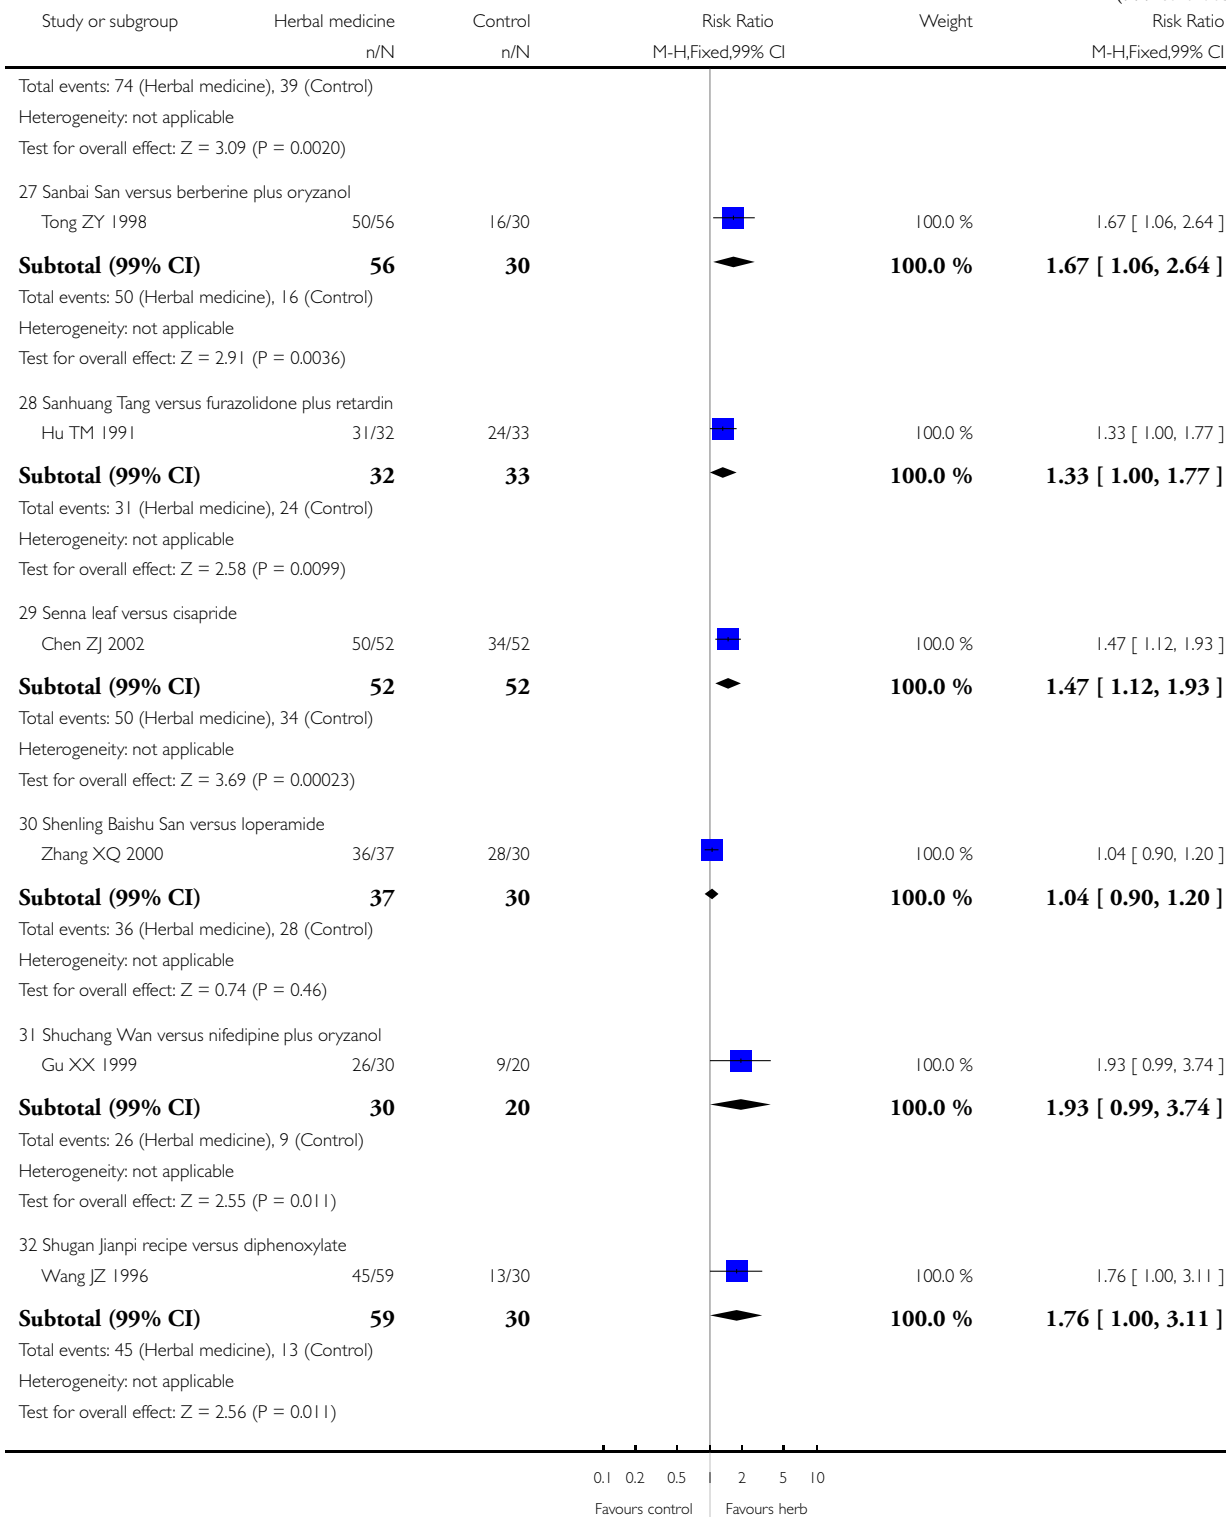 Study or subgroup Herbal medicine Control Risk Ratio Weight Risk Ratio
n/N n/N M-H,Fixed,99% CI M-H,Fixed,99% CI
Total events: 74 (Herbal medicine), 39 (Control)
Heterogeneity: not applicable
Test for overall effect: Z = 3.09 (P = 0.0020)
27 Sanbai San versus berberine plus oryzanol
Tong ZY 1998 50/56 16/30 100.0 % 1.67 [ 1.06, 2.64 ]
Subtotal (99% CI) 56 30 100.0 % 1.67 [ 1.06, 2.64 ]
Total events: 50 (Herbal medicine), 16 (Control)
Heterogeneity: not applicable
Test for overall effect: Z = 2.91 (P = 0.0036)
28 Sanhuang Tang versus furazolidone plus retardin
Hu TM 1991 31/32 24/33 100.0 % 1.33 [ 1.00, 1.77 ]
Subtotal (99% CI) 32 33 100.0 % 1.33 [ 1.00, 1.77 ]
Total events: 31 (Herbal medicine), 24 (Control)
Heterogeneity: not applicable
Test for overall effect: Z = 2.58 (P = 0.0099)
29 Senna leaf versus cisapride
Chen ZJ 2002 50/52 34/52 100.0 % 1.47 [ 1.12, 1.93 ]
Subtotal (99% CI) 52 52 100.0 % 1.47 [ 1.12, 1.93 ]
Total events: 50 (Herbal medicine), 34 (Control)
Heterogeneity: not applicable
Test for overall effect: Z = 3.69 (P = 0.00023)
30 Shenling Baishu San versus loperamide
Zhang XQ 2000 36/37 28/30 100.0 % 1.04 [ 0.90, 1.20 ]
Subtotal (99% CI) 37 30 100.0 % 1.04 [ 0.90, 1.20 ]
Total events: 36 (Herbal medicine), 28 (Control)
Heterogeneity: not applicable
Test for overall effect: Z = 0.74 (P = 0.46)
31 Shuchang Wan versus nifedipine plus oryzanol
Gu XX 1999 26/30 9/20 100.0 % 1.93 [ 0.99, 3.74 ]
Subtotal (99% CI) 30 20 100.0 % 1.93 [ 0.99, 3.74 ]
Total events: 26 (Herbal medicine), 9 (Control)
Heterogeneity: not applicable
Test for overall effect: Z = 2.55 (P = 0.011)
32 Shugan Jianpi recipe versus diphenoxylate
Wang JZ 1996 45/59 13/30 100.0 % 1.76 [ 1.00, 3.11 ]
Subtotal (99% CI) 59 30 100.0 % 1.76 [ 1.00, 3.11 ]
Total events: 45 (Herbal medicine), 13 (Control)
Heterogeneity: not applicable
Test for overall effect: Z = 2.56 (P = 0.011)
0.1 0.2 0.5 1 2 5 10
Favours control Favours herb